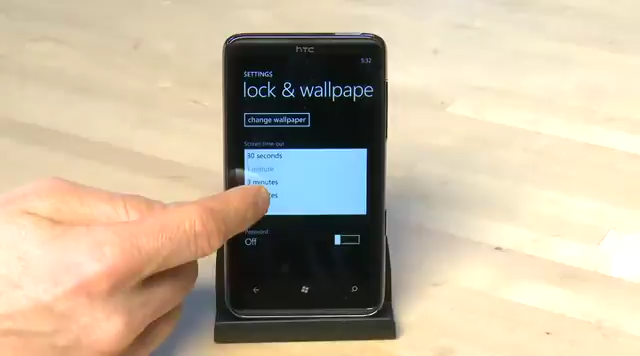 hTC
5:32
SETTINGS
lock & wallpape
change wallpaper
Screen time-out
30 seconds
1 minute
3 minutes
Password
Off